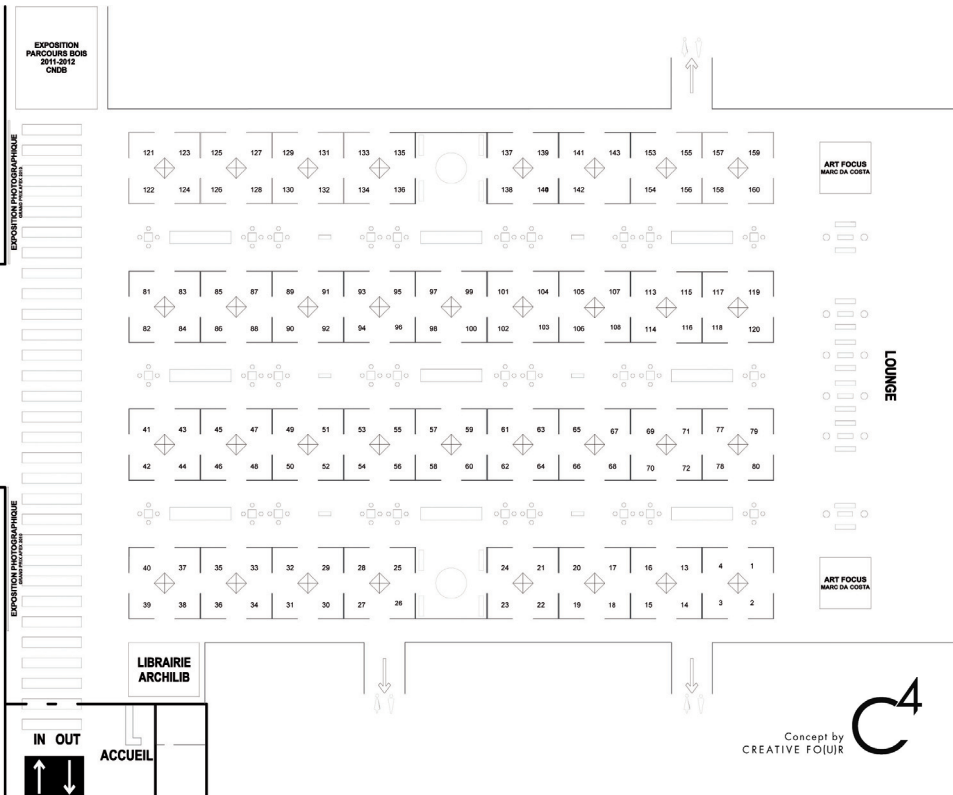 EXPOSITION
PARCOURS BOIS
2011-2012
CNDB
EXPOSITION PHOTOGRAPHIQUE
121 123 125 127 129 131 133 135 137 139 141 143 153 155 157 159
122 124 126 128 130 132 134 136 138 140 142 154 156 158 160
ART FOCUS
MARC DA COSTA
81 83 85 87 89 91 93 95 97 99 101 104 105 107 113 115 117 119
82 84 86 88 90 92 94 96 98 100 102 103 106 108 114 116 118 120
LOUNGE
41 43 45 47 49 51 53 55 57 59 61 63 65 67 69 71 77 79
42 44 46 48 50 52 54 56 58 60 62 64 66 68 70 72 78 80
EXPOSITION PHOTOGRAPHIQUE
40 37 35 33 32 29 28 25 24 21 20 17 16 13 4 1
39 38 36 34 31 30 27 26 23 22 19 18 15 14 3 2
ART FOCUS
MARC DA COSTA
LIBRAIRIE
ARCHILIB
IN OUT
ACCUEIL
C4
Concept by
CREATIVE FO(U)R